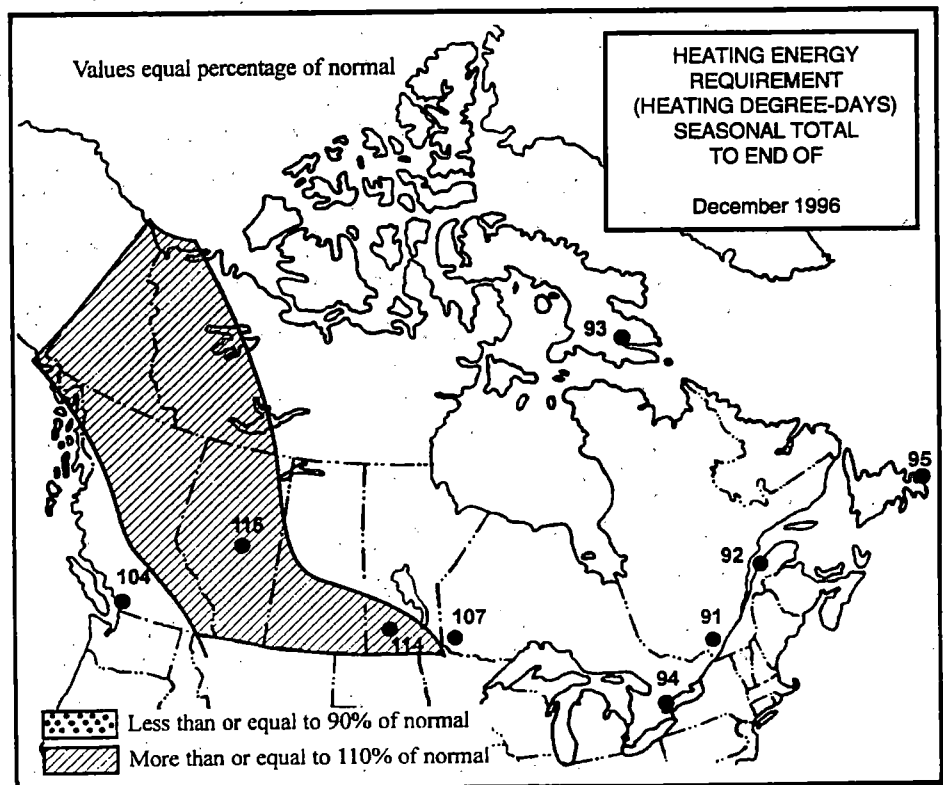 Values equal percentage of normal
HEATING ENERGY
REQUIREMENT
(HEATING DEGREE-DAYS)
SEASONAL TOTAL
TO END OF
December 1996
93
95
116
92
104
107
91
114
94
Less than or equal to 90% of normal
More than or equal to 110% of normal